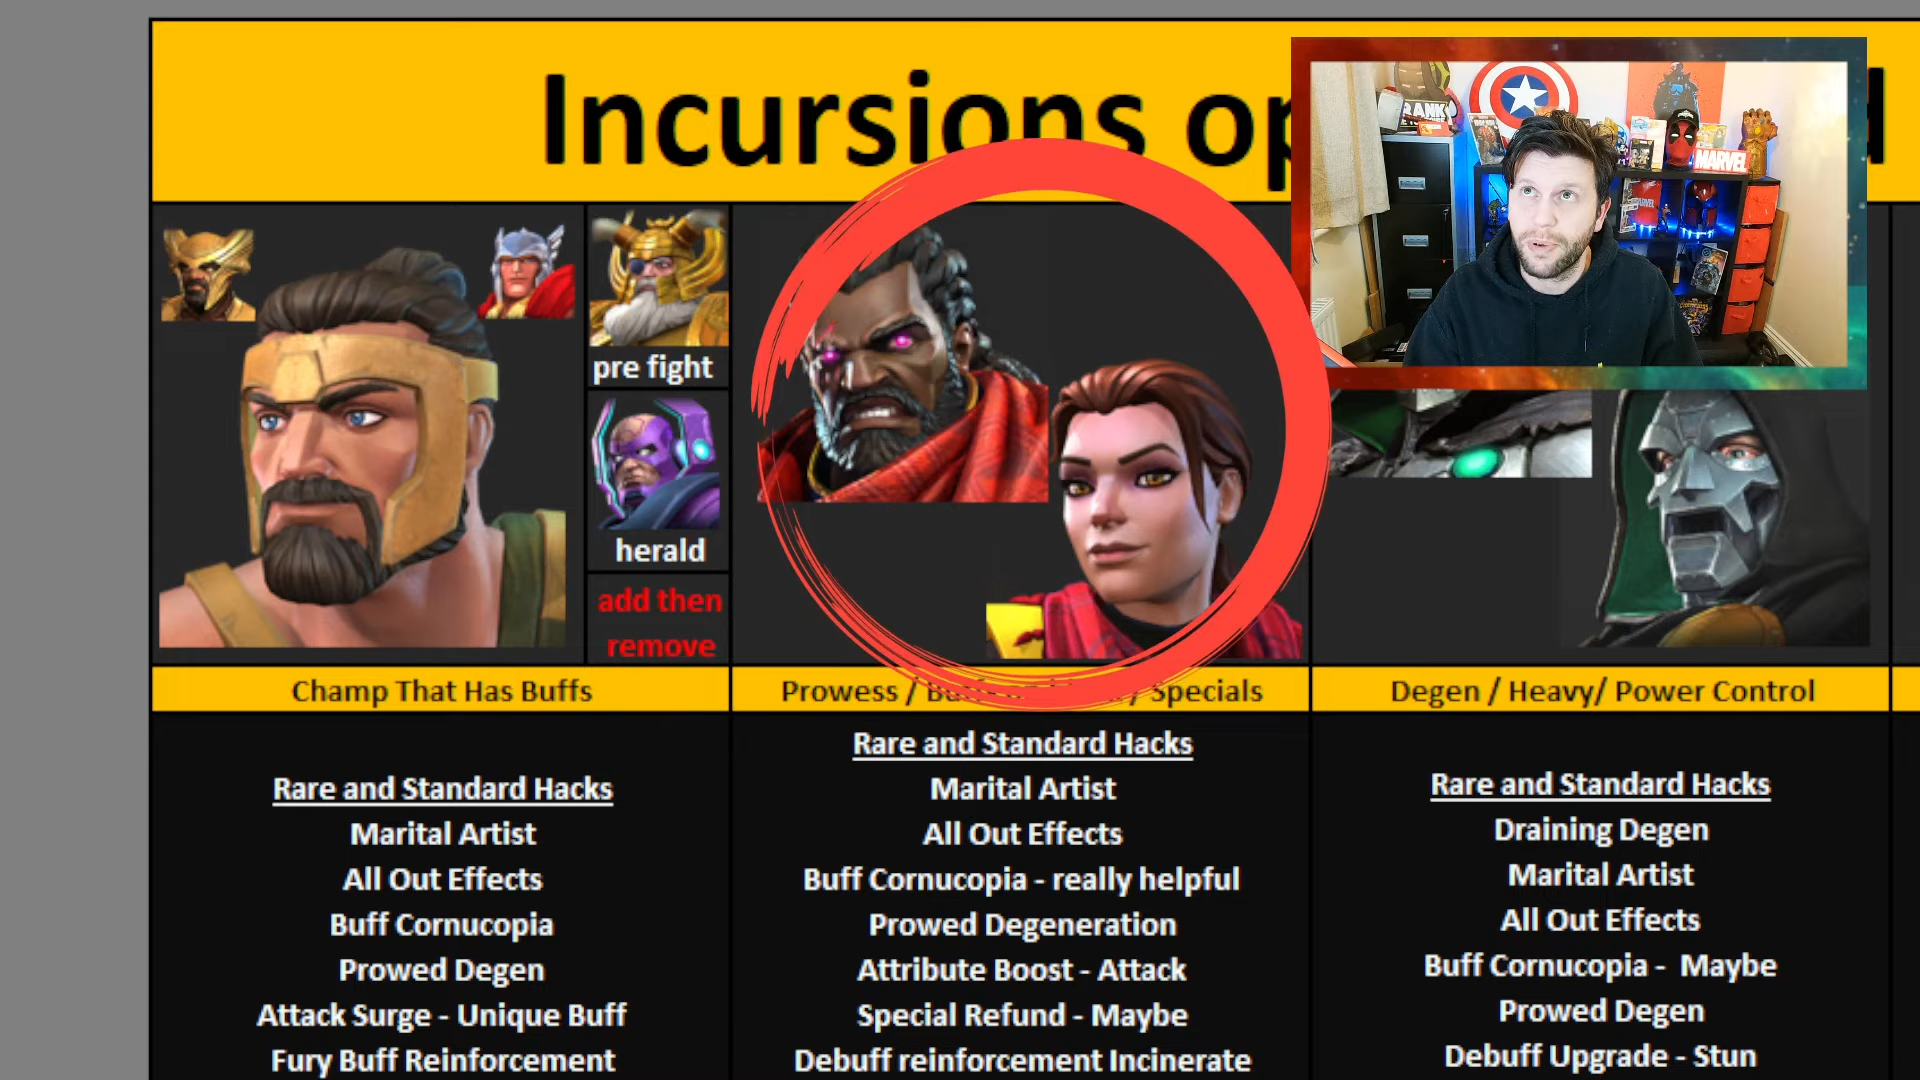 Incursions
RANK
MARVEL
pre fight
herald
add then
remove
Champ That Has Buffs
Prowess / / Specials
Degen / Heavy/ Power Control
Rare and Standard Hacks
Marital Artist
All Out Effects
Buff Cornucopia
Prowed Degen
Attack Surge - Unique Buff
Fury Buff Reinforcement
Rare and Standard Hacks
Marital Artist
All Out Effects
Buff Cornucopia - really helpful
Prowed Degeneration
Attribute Boost - Attack
Special Refund - Maybe
Debuff reinforcement Incinerate
Rare and Standard Hacks
Draining Degen
Marital Artist
All Out Effects
Buff Cornucopia - Maybe
Prowed Degen
Debuff Upgrade - Stun